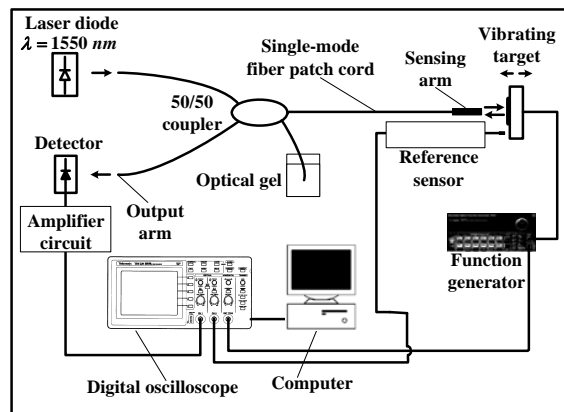 Laser diode
λ = 1550 nm
Single-mode
fiber patch cord
Sensing
arm
Vibrating
target
50/50
coupler
Detector
Optical gel
Reference
sensor
Output
arm
Amplifier
circuit
Function
generator
Digital oscilloscope
Computer